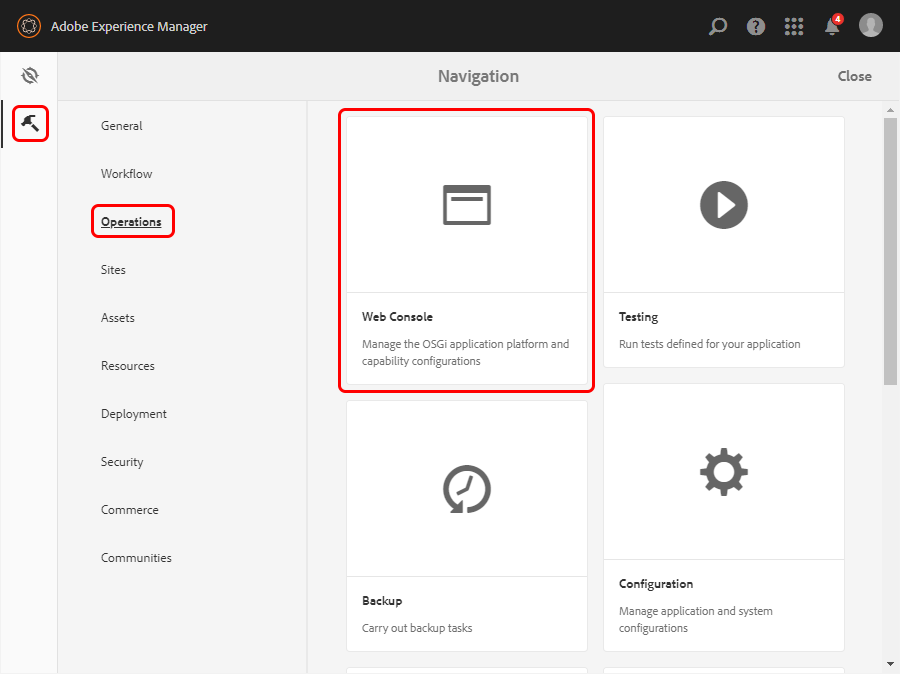 Adobe Experience Manager
4
Navigation
Close
General
Workflow
Operations
Sites
Assets
Resources
Deployment
Security
Commerce
Communities
Web Console
Manage the OSGi application platform and
capability configurations
Testing
Run tests defined for your application
Backup
Carry out backup tasks
Configuration
Manage application and system
configurations